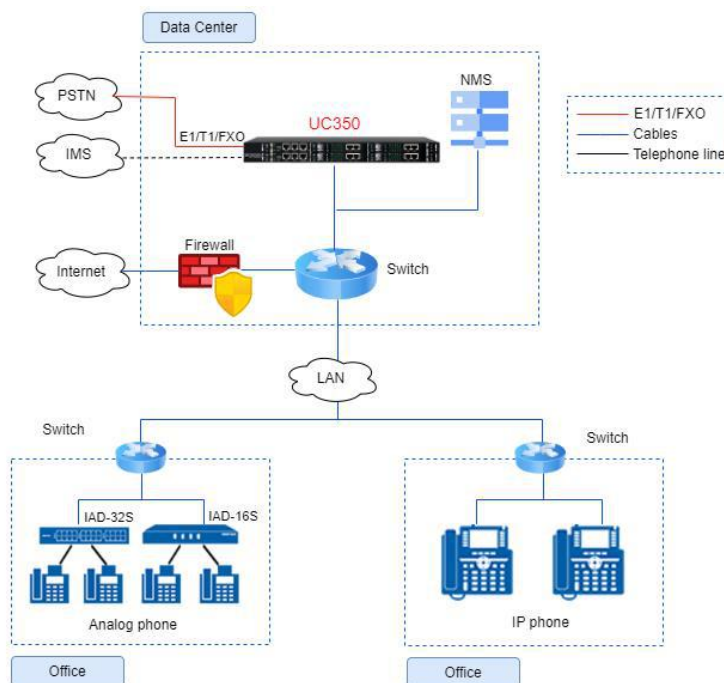 Data Center
PSTN
NMS
UC350
E1/T1/FXO
IMS
E1/T1/FXO
Cables
Telephone line
Firewall
Internet
Switch
LAN
Switch
Switch
IAD-32S
IAD-16S
Analog phone
IP phone
Office
Office